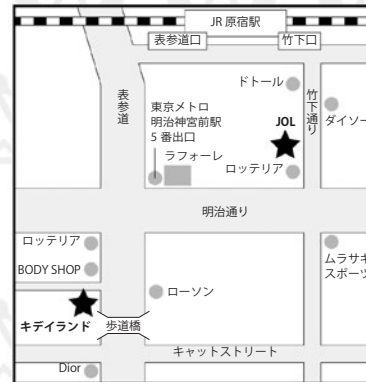 JR 原宿駅
表参道口
竹下口
表参道
ドトール
竹下通り
東京メトロ
明治神宮前駅
5 番出口
JOL
ダイソー
ラフォーレ
ロッテリア
明治通り
ロッテリア
BODY SHOP
ムラサキ
スポーツ
ローソン
キデイランド
歩道橋
キャットストリート
Dior